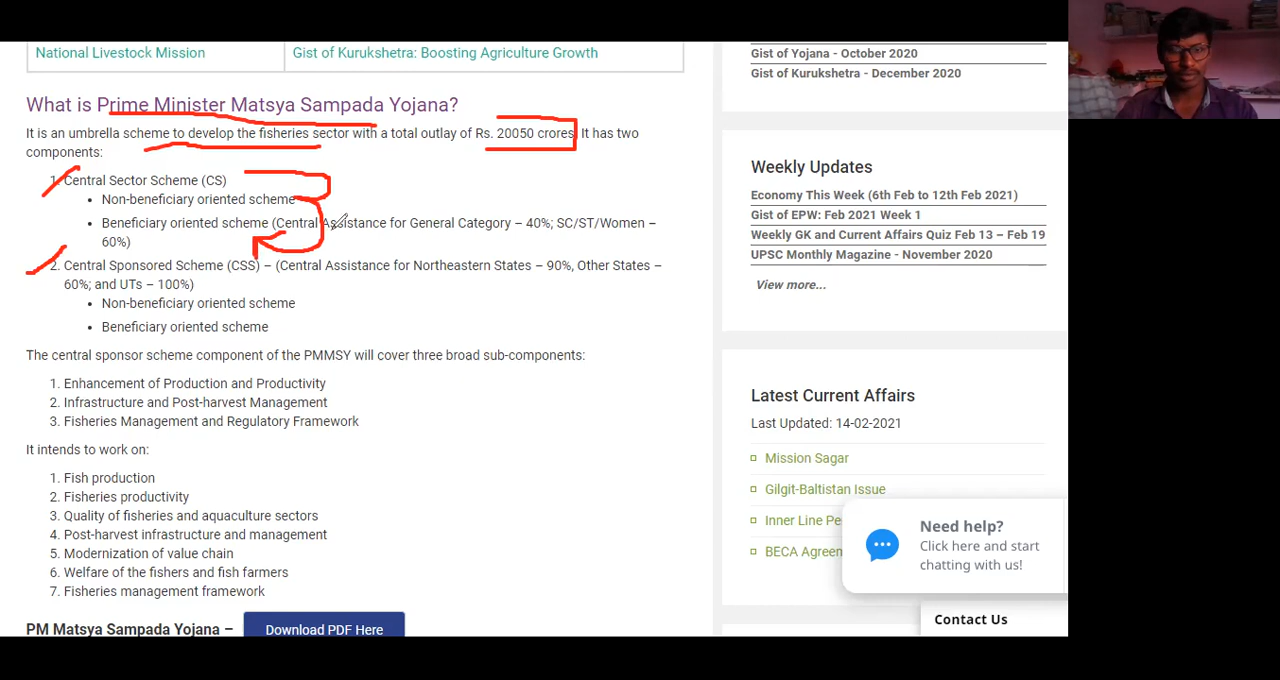 National Livestock Mission
Gist of Kurukshetra: Boosting Agriculture Growth
What is Prime Minister Matsya Sampada Yojana?
It is an umbrella scheme to develop the fisheries sector with a total outlay of Rs. 20050 crores. It has two
components:
1. Central Sector Scheme (CS)
Non-beneficiary oriented scheme
Beneficiary oriented scheme (Central Assistance for General Category – 40%; SC/ST/Women –
60%)
2. Central Sponsored Scheme (CSS) – (Central Assistance for Northeastern States – 90%, Other States –
60%; and UTs – 100%)
Non-beneficiary oriented scheme
Beneficiary oriented scheme
The central sponsor scheme component of the PMMSY will cover three broad sub-components:
1. Enhancement of Production and Productivity
2. Infrastructure and Post-harvest Management
3. Fisheries Management and Regulatory Framework
It intends to work on:
1. Fish production
2. Fisheries productivity
3. Quality of fisheries and aquaculture sectors
4. Post-harvest infrastructure and management
5. Modernization of value chain
6. Welfare of the fishers and fish farmers
7. Fisheries management framework
PM Matsya Sampada Yojana –
Download PDF Here
Gist of Yojana - October 2020
Gist of Kurukshetra - December 2020
Weekly Updates
Economy This Week (6th Feb to 12th Feb 2021)
Gist of EPW: Feb 2021 Week 1
Weekly GK and Current Affairs Quiz Feb 13 – Feb 19
UPSC Monthly Magazine - November 2020
View more...
Latest Current Affairs
Last Updated: 14-02-2021
Mission Sagar
Gilgit-Baltistan Issue
Inner Line
BECA
Need help?
Click here and start
chatting with us!
Contact Us